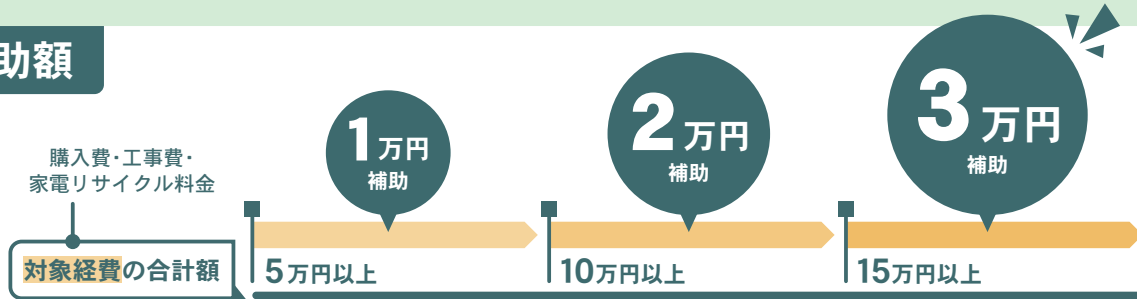 助額
1万円
補助
2万円
補助
3万円
補助
購入費・工事費・
家電リサイクル料金
対象経費の合計額
5万円以上
10万円以上
15万円以上